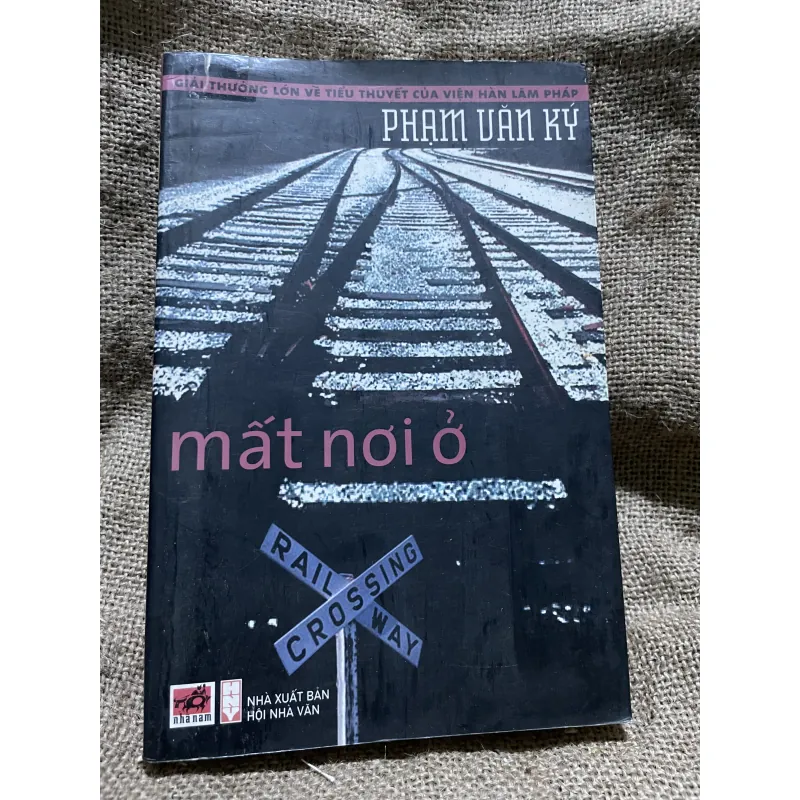 GIẢI THƯỞNG LỚN VỀ TIỂU THUYẾT CỦA VIỆN HÀN LÂM PHÁP
PHẠM VĂN KÝ
mất nơi ở
RAIL WAY
CROSSING
nhã nam
NHÀ XUẤT BẢN
HỘI NHÀ VĂN